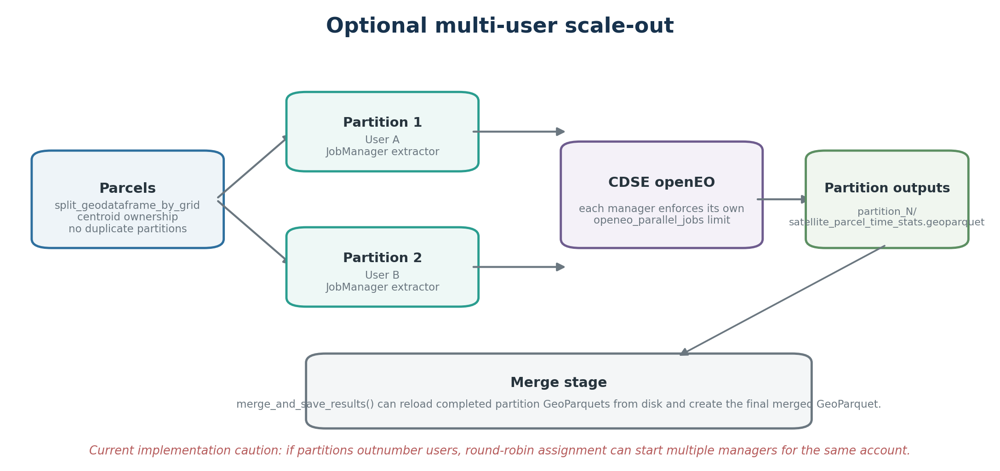 Optional multi-user scale-out
Parcels
split_geodataframe_by_grid
centroid ownership
no duplicate partitions
Partition 1
User A
JobManager extractor
Partition 2
User B
JobManager extractor
CDSE openEO
each manager enforces its own
openeo_parallel_jobs limit
Partition outputs
partition_N/
satellite_parcel_time_stats.geoparquet
Merge stage
merge_and_save_results() can reload completed partition GeoParquets from disk and create the final merged GeoParquet.
Current implementation caution: if partitions outnumber users, round-robin assignment can start multiple managers for the same account.